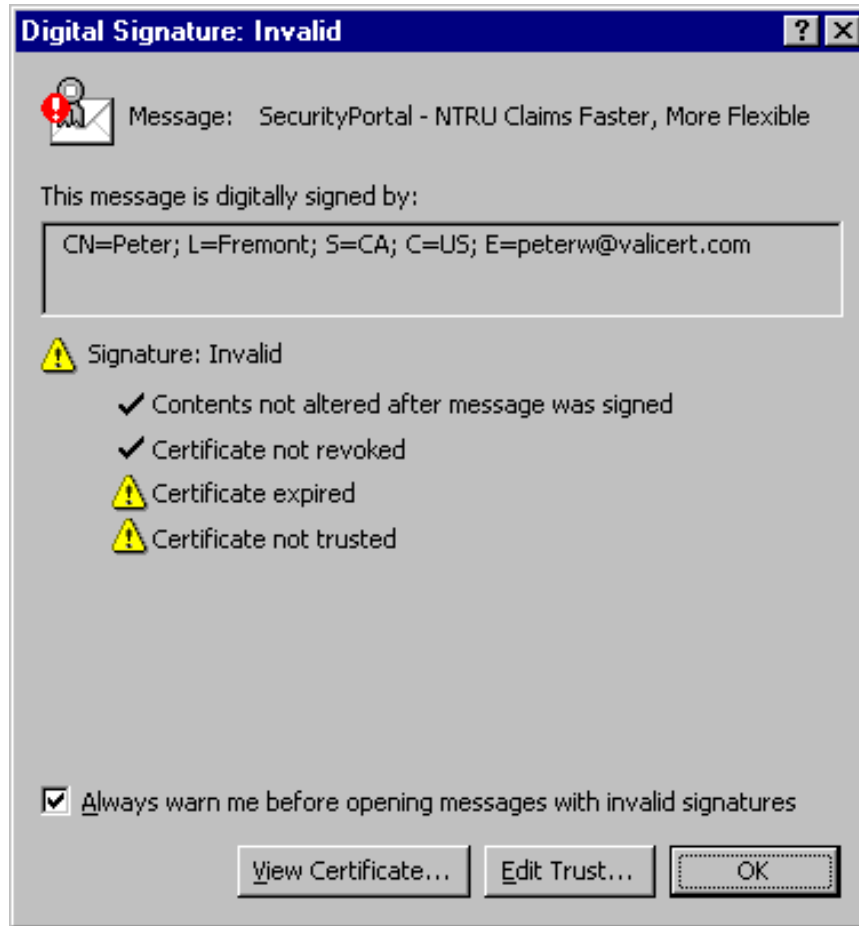 Digital Signature: Invalid
Message: SecurityPortal - NTRU Claims Faster, More Flexible
This message is digitally signed by:
CN=Peter; L=Fremont; S=CA; C=US; E=peterw@valicert.com
Signature: Invalid
Contents not altered after message was signed
Certificate not revoked
Certificate expired
Certificate not trusted
Always warn me before opening messages with invalid signatures
View Certificate... Edit Trust... OK